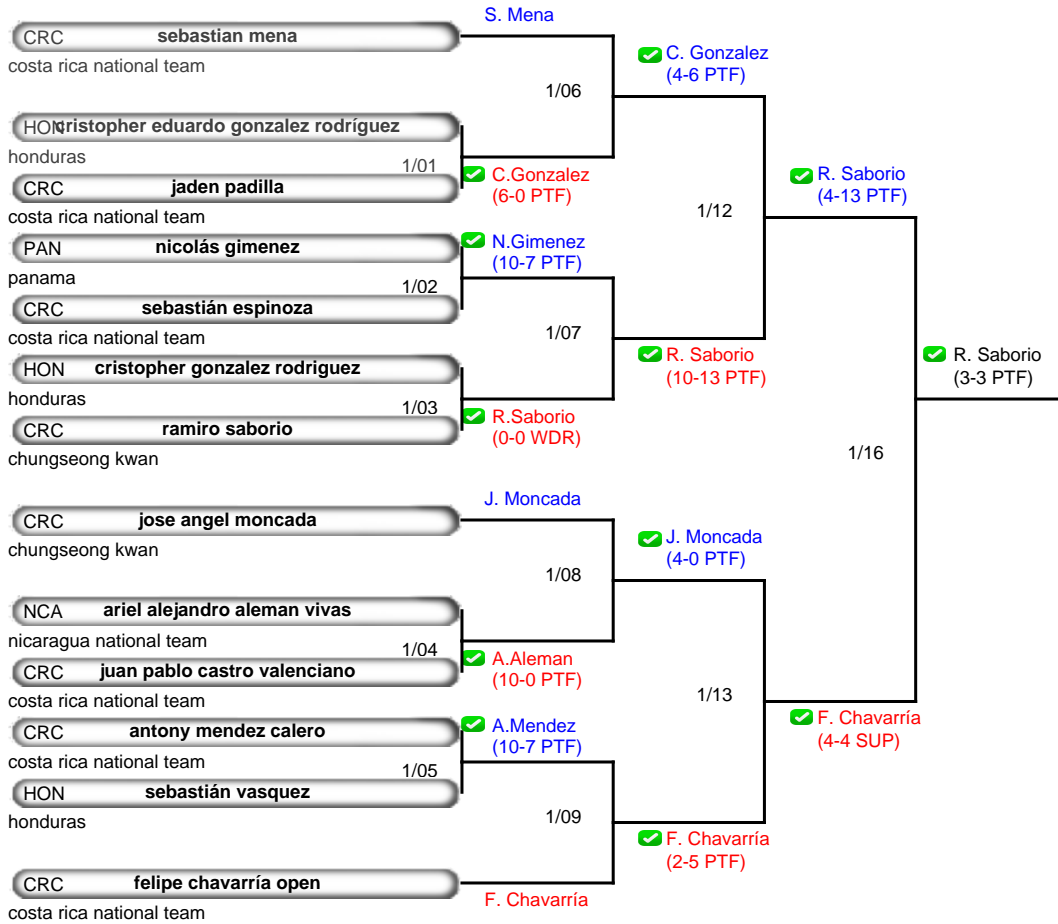 S. Mena
CRC sebastian mena
costa rica national team
C. Gonzalez
(4-6 PTF)
1/06
HON cristopher eduardo gonzalez rodríguez
honduras
1/01
C.Gonzalez
(6-0 PTF)
CRC jaden padilla
costa rica national team
R. Saborio
(4-13 PTF)
1/12
PAN nicolás gimenez
panama
N.Gimenez
(10-7 PTF)
1/02
CRC sebastián espinoza
costa rica national team
1/07
R. Saborio
(10-13 PTF)
R. Saborio
(3-3 PTF)
HON cristopher gonzalez rodriguez
honduras
1/03
CRC ramiro saborio
chungseong kwan
R.Saborio
(0-0 WDR)
1/16
J. Moncada
CRC jose angel moncada
chungseong kwan
J. Moncada
(4-0 PTF)
1/08
NCA ariel alejandro aleman vivas
nicaragua national team
1/04
CRC juan pablo castro valenciano
costa rica national team
A.Aleman
(10-0 PTF)
1/13
F. Chavarría
(4-4 SUP)
CRC antony mendez calero
costa rica national team
A.Mendez
(10-7 PTF)
1/05
HON sebastián vasquez
honduras
1/09
F. Chavarría
(2-5 PTF)
CRC felipe chavarría open
costa rica national team
F. Chavarría